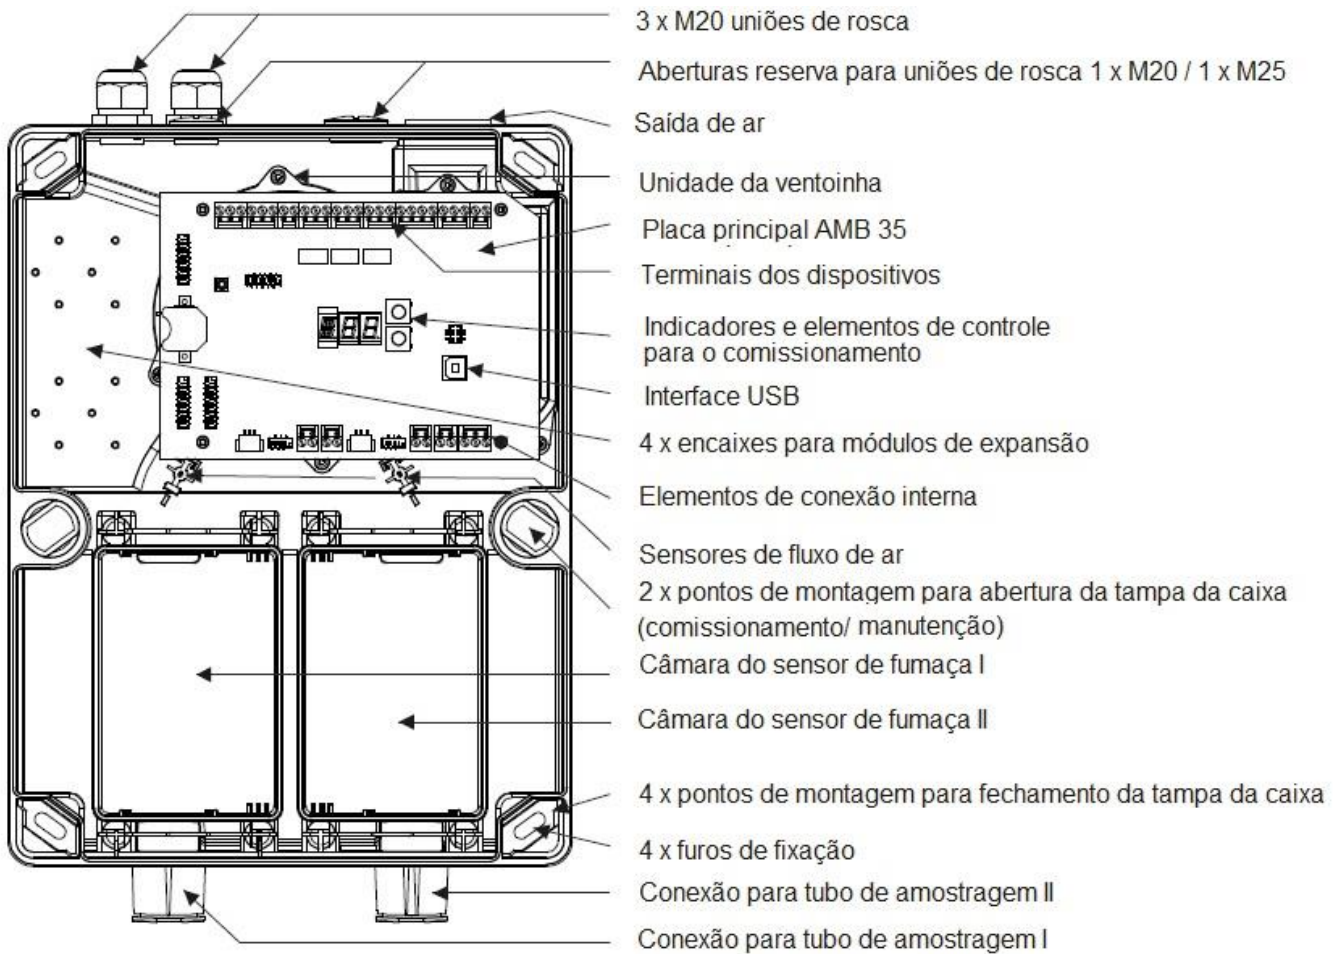 3 x M20 uniões de rosca
Aberturas reserva para uniões de rosca 1 x M20 / 1 x M25
Saída de ar
Unidade da ventoinha
Placa principal AMB 35
Terminais dos dispositivos
Indicadores e elementos de controle
para o comissionamento
Interface USB
4 x encaixes para módulos de expansão
Elementos de conexão interna
Sensores de fluxo de ar
2 x pontos de montagem para abertura da tampa da caixa
(comissionamento/ manutenção)
Câmara do sensor de fumaça I
Câmara do sensor de fumaça II
4 x pontos de montagem para fechamento da tampa da caixa
4 x furos de fixação
Conexão para tubo de amostragem II
Conexão para tubo de amostragem I